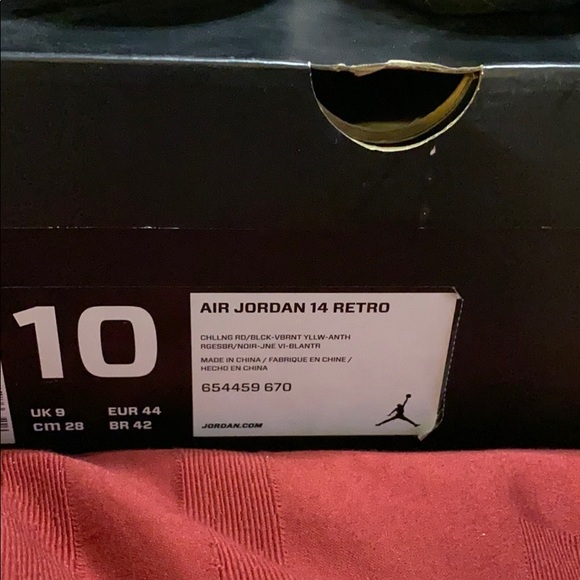 10
UK 9 EUR 44
cm 28 BR 42
AIR JORDAN 14 RETRO
CHLLNG RD/BLCK-VBRNT YLLW-ANTH
RGESBR/NOIR-JNE VI-BLANTR
MADE IN CHINA / FABRIQUE EN CHINE /
HECHO EN CHINA
654459 670
JORDAN.COM